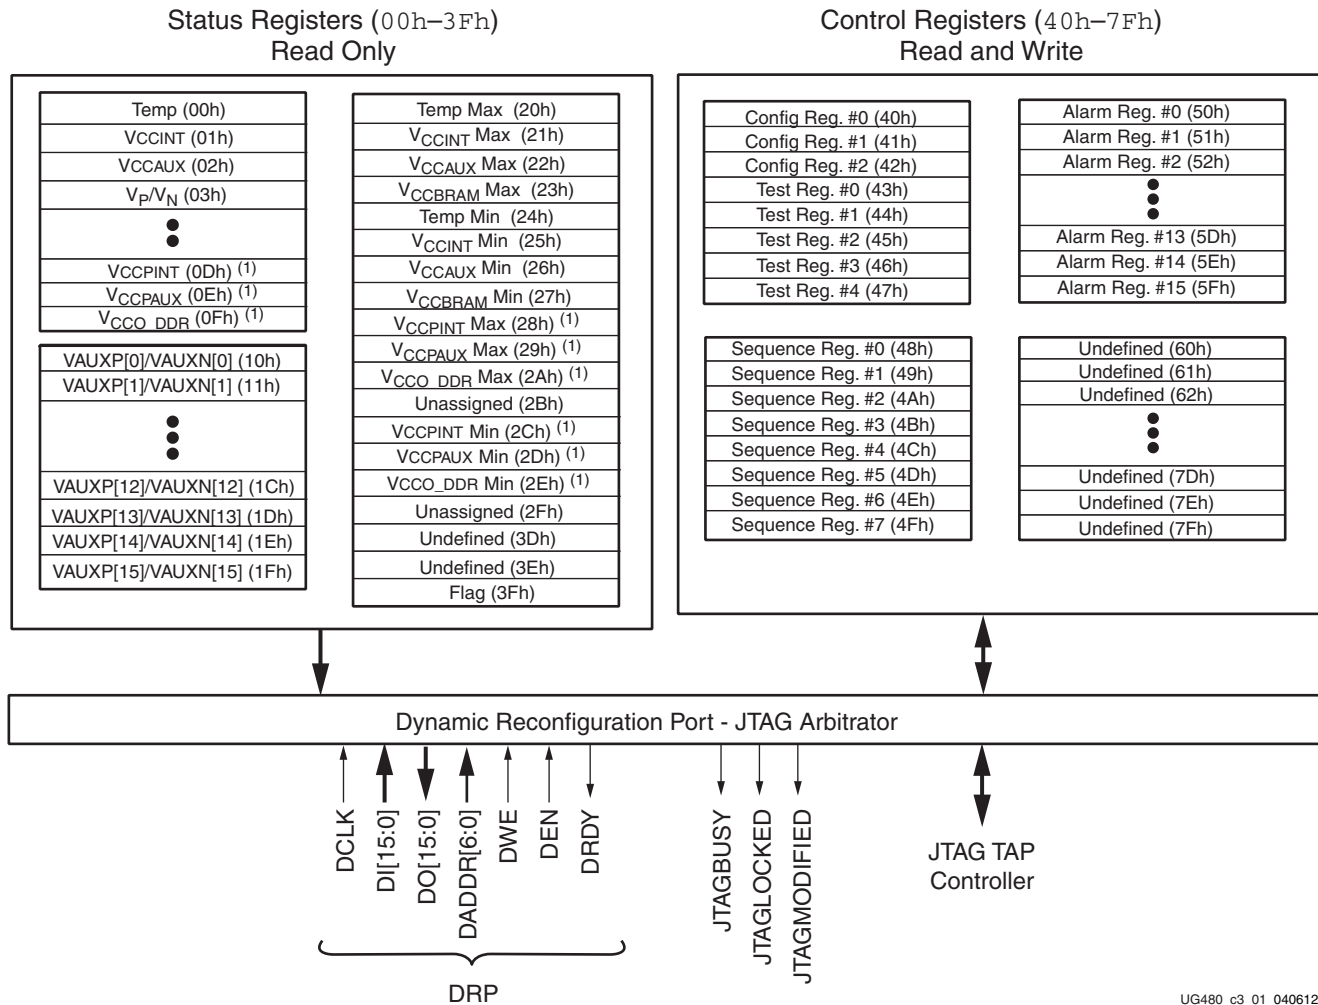 Status Registers (00h–3Fh)
Read Only
Temp (00h)
VCCINT (01h)
VCCAUX (02h)
VP/VN (03h)
VCCPINT (0Dh) (1)
VCCPAUX (0Eh) (1)
VCCO_DDR (0Fh) (1)
VAUXP[0]/VAUXN[0] (10h)
VAUXP[1]/VAUXN[1] (11h)
VAUXP[12]/VAUXN[12] (1Ch)
VAUXP[13]/VAUXN[13] (1Dh)
VAUXP[14]/VAUXN[14] (1Eh)
VAUXP[15]/VAUXN[15] (1Fh)
Temp Max (20h)
VCCINT Max (21h)
VCCAUX Max (22h)
VCCBRAM Max (23h)
Temp Min (24h)
VCCINT Min (25h)
VCCAUX Min (26h)
VCCBRAM Min (27h)
VCCPINT Max (28h) (1)
VCCPAUX Max (29h) (1)
VCCO_DDR Max (2Ah) (1)
Unassigned (2Bh)
VCCPINT Min (2Ch) (1)
VCCPAUX Min (2Dh) (1)
VCCO_DDR Min (2Eh) (1)
Unassigned (2Fh)
Undefined (3Dh)
Undefined (3Eh)
Flag (3Fh)
Control Registers (40h–7Fh)
Read and Write
Config Reg. #0 (40h)
Config Reg. #1 (41h)
Config Reg. #2 (42h)
Test Reg. #0 (43h)
Test Reg. #1 (44h)
Test Reg. #2 (45h)
Test Reg. #3 (46h)
Test Reg. #4 (47h)
Sequence Reg. #0 (48h)
Sequence Reg. #1 (49h)
Sequence Reg. #2 (4Ah)
Sequence Reg. #3 (4Bh)
Sequence Reg. #4 (4Ch)
Sequence Reg. #5 (4Dh)
Sequence Reg. #6 (4Eh)
Sequence Reg. #7 (4Fh)
Alarm Reg. #0 (50h)
Alarm Reg. #1 (51h)
Alarm Reg. #2 (52h)
Alarm Reg. #13 (5Dh)
Alarm Reg. #14 (5Eh)
Alarm Reg. #15 (5Fh)
Undefined (60h)
Undefined (61h)
Undefined (62h)
Undefined (7Dh)
Undefined (7Eh)
Undefined (7Fh)
Dynamic Reconfiguration Port - JTAG Arbitrator
DCLK
DI[15:0]
DO[15:0]
DADDR[6:0]
DWE
DEN
DRDY
JTAGBUSY
JTAGLOCKED
JTAGMODIFIED
JTAG TAP
Controller
DRP
UG480_c3_01_040612